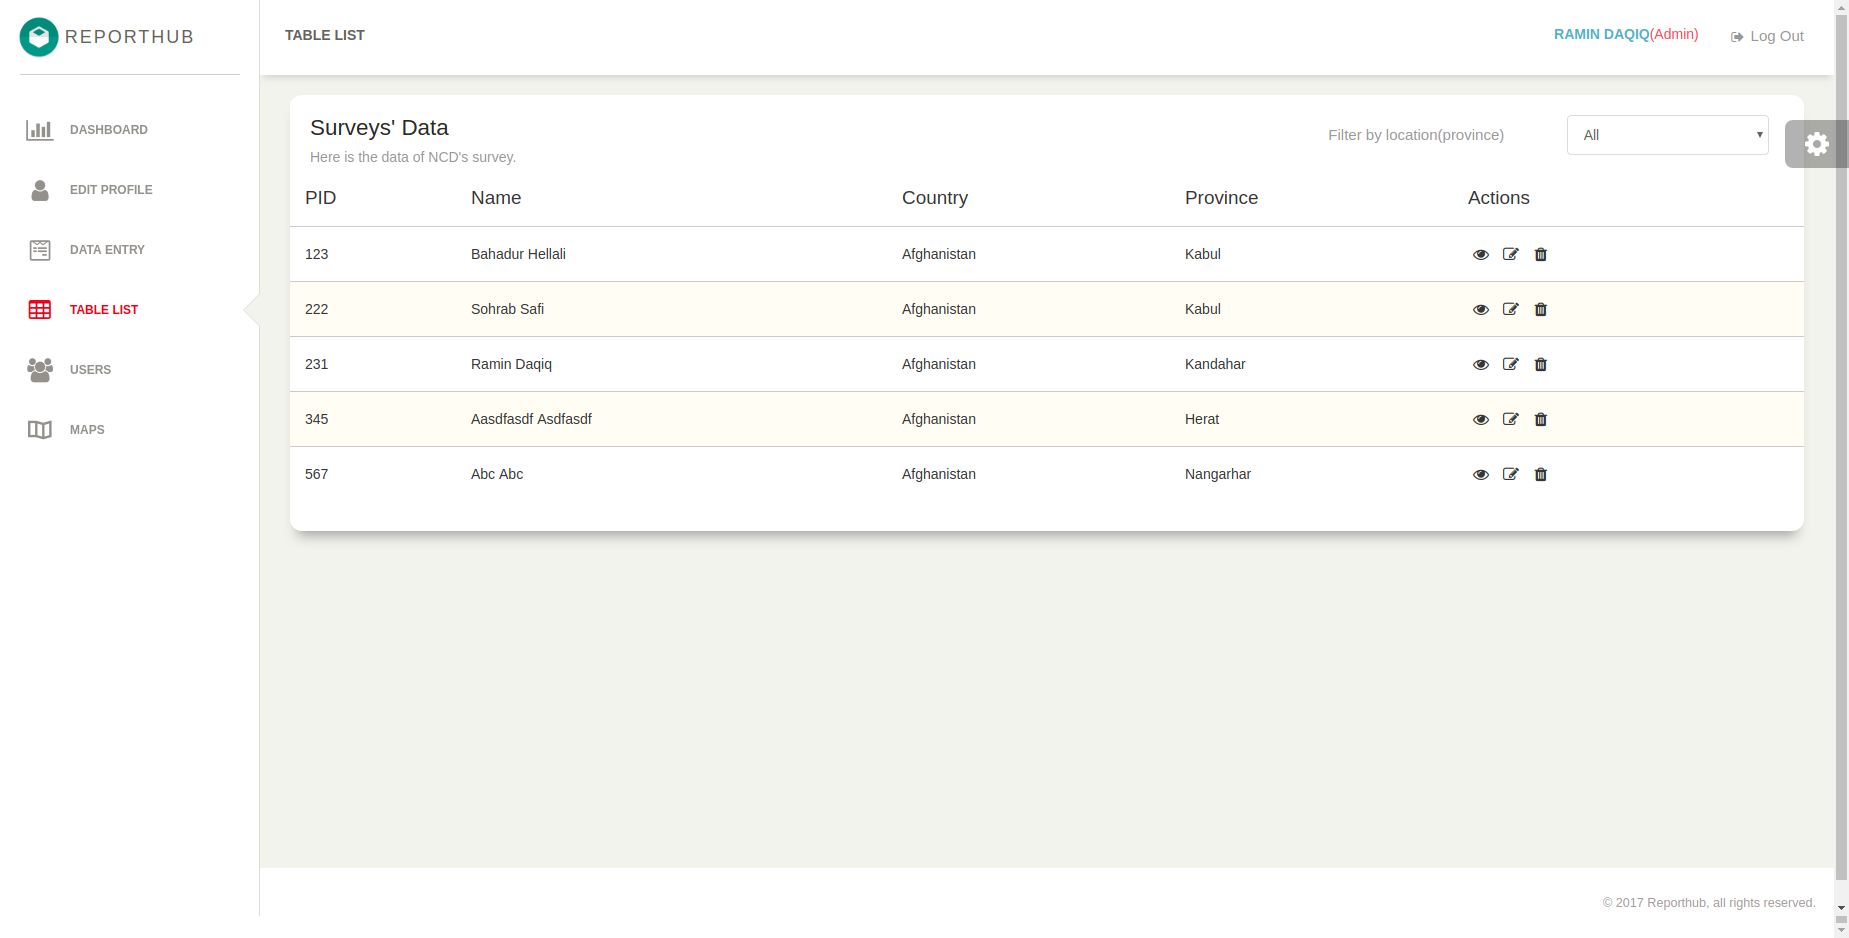 REPORTHUB
TABLE LIST
RAMIN DAQIQ(Admin)
Log Out
DASHBOARD
EDIT PROFILE
DATA ENTRY
TABLE LIST
USERS
MAPS
Surveys' Data
Here is the data of NCD's survey.
Filter by location(province)
All
PID Name Country Province Actions
123 Bahadur Hellali Afghanistan Kabul
222 Sohrab Safi Afghanistan Kabul
231 Ramin Daqiq Afghanistan Kandahar
345 Aasdfasdf Asdfasdf Afghanistan Herat
567 Abc Abc Afghanistan Nangarhar
© 2017 Reporthub, all rights reserved.